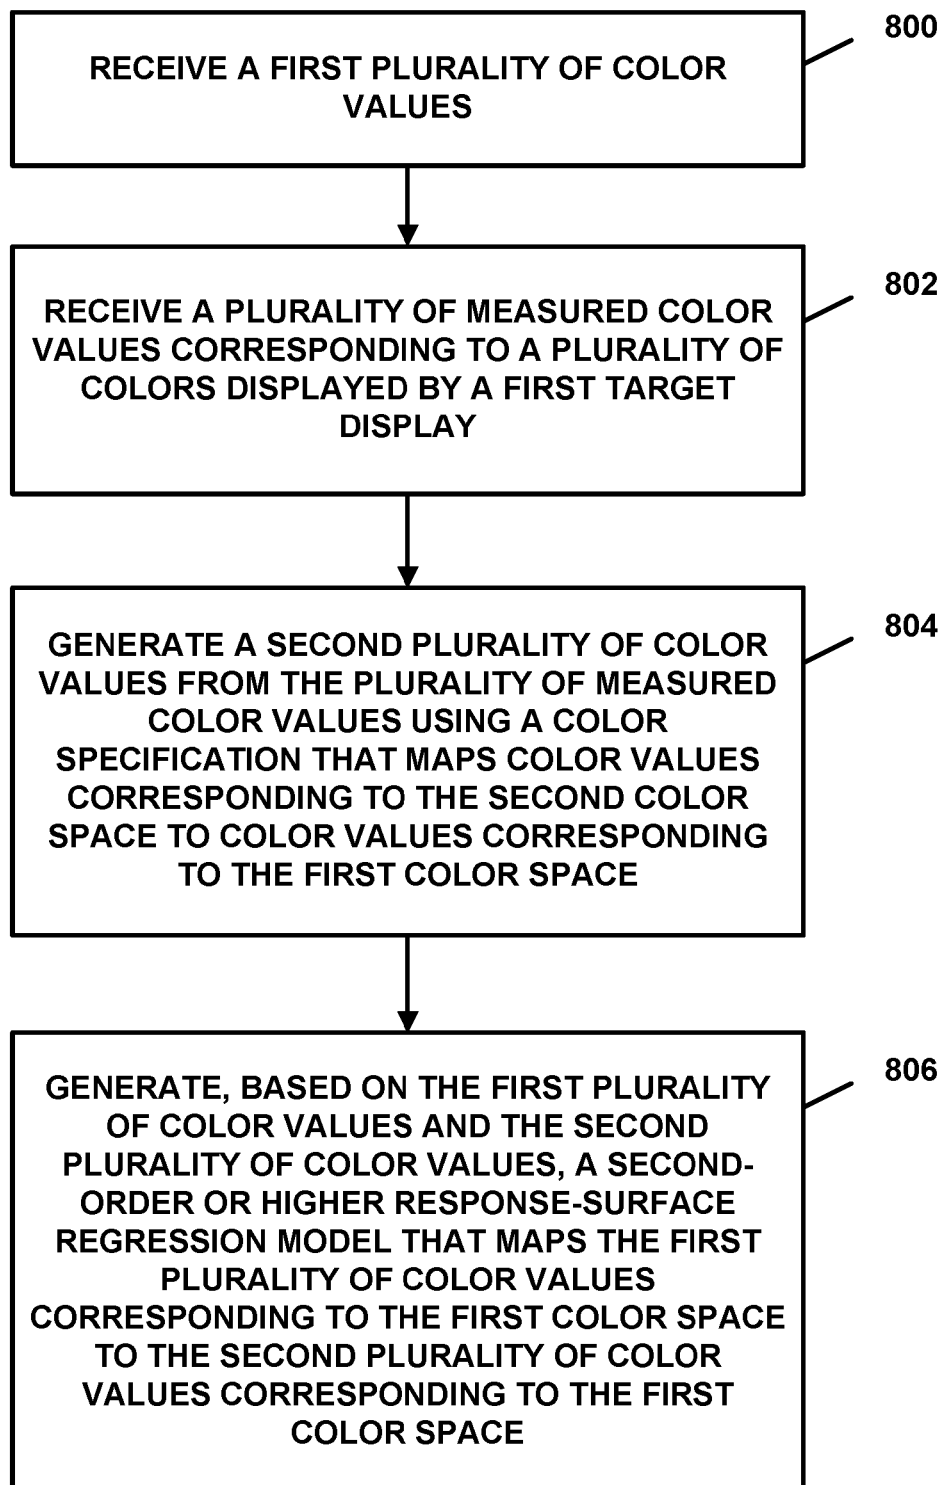 800
RECEIVE A FIRST PLURALITY OF COLOR
VALUES
802
RECEIVE A PLURALITY OF MEASURED COLOR
VALUES CORRESPONDING TO A PLURALITY OF
COLORS DISPLAYED BY A FIRST TARGET
DISPLAY
804
GENERATE A SECOND PLURALITY OF COLOR
VALUES FROM THE PLURALITY OF MEASURED
COLOR VALUES USING A COLOR
SPECIFICATION THAT MAPS COLOR VALUES
CORRESPONDING TO THE SECOND COLOR
SPACE TO COLOR VALUES CORRESPONDING
TO THE FIRST COLOR SPACE
806
GENERATE, BASED ON THE FIRST PLURALITY
OF COLOR VALUES AND THE SECOND
PLURALITY OF COLOR VALUES, A SECOND-
ORDER OR HIGHER RESPONSE-SURFACE
REGRESSION MODEL THAT MAPS THE FIRST
PLURALITY OF COLOR VALUES
CORRESPONDING TO THE FIRST COLOR SPACE
TO THE SECOND PLURALITY OF COLOR
VALUES CORRESPONDING TO THE FIRST
COLOR SPACE